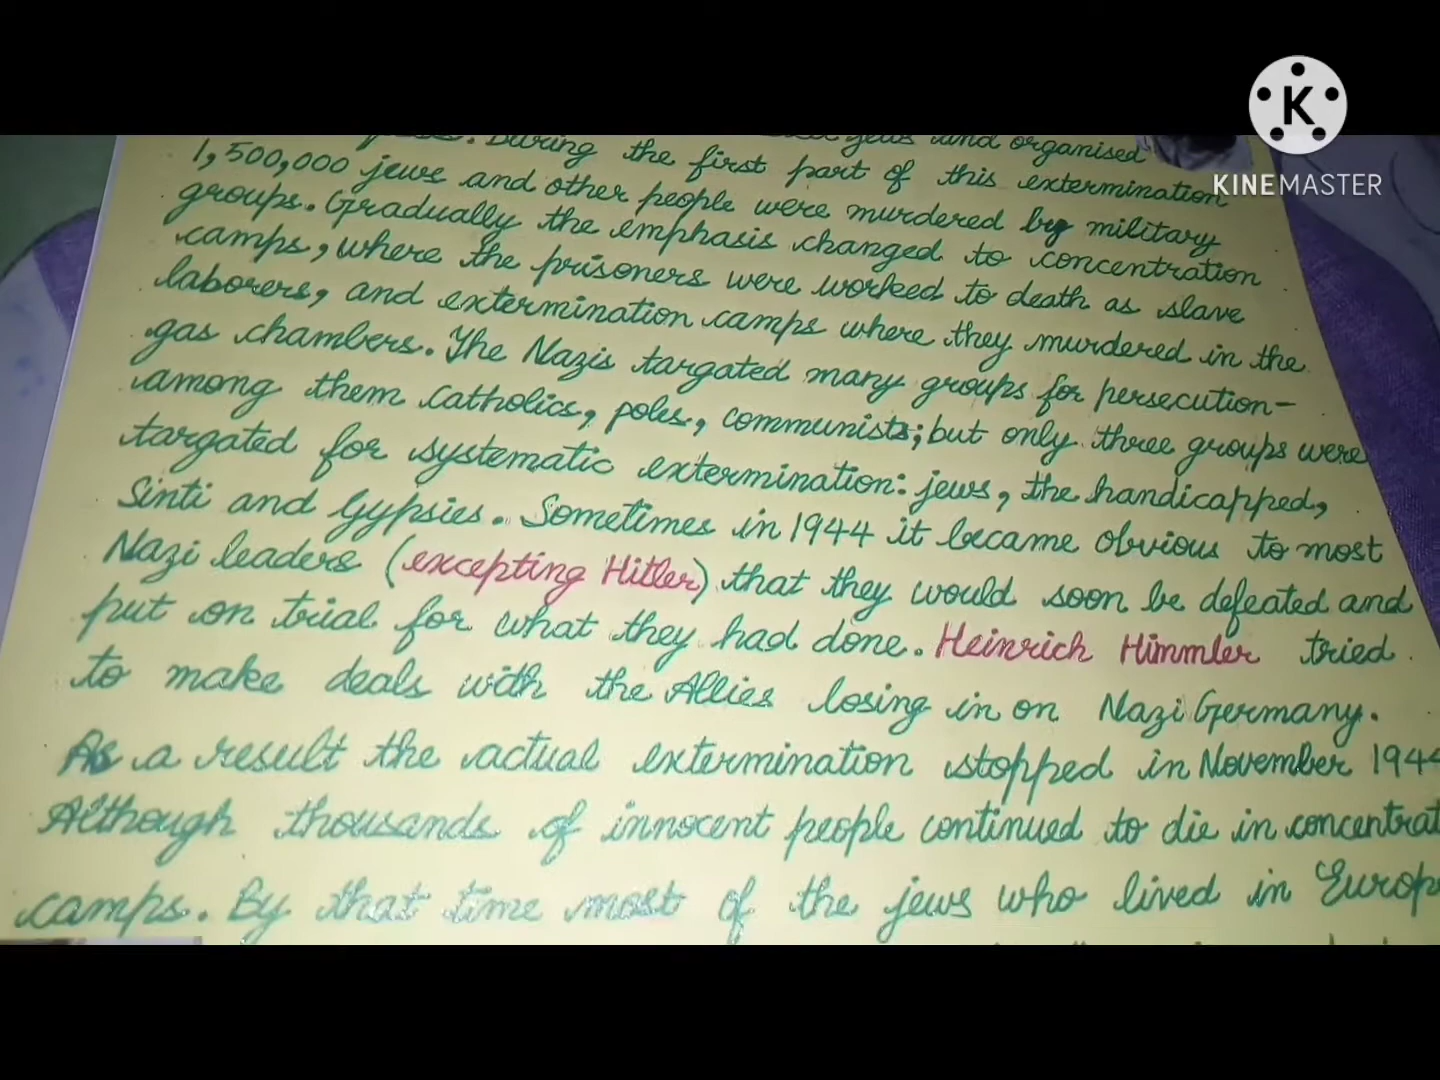 K
KINEMASTER
jews and organised
During the first part of this extermination
1,500,000 jews and other people were murdered by military
groups. Gradually the emphasis changed to concentration
camps, where the prisoners were worked to death as slave
laborers, and extermination camps where they murdered in the
gas chambers. The Nazis targated many groups for persecution-
among them catholics, poles, communists; but only three groups were
targated for systematic extermination: jews, the handicapped,
Sinti and Gypsies. Sometimes in 1944 it became obvious to most
Nazi leaders (excepting Hitler) that they would soon be defeated and
put on trial for what they had done. Heinrich Himmler tried
to make deals with the Allies losing in on Nazi Germany.
As a result the actual extermination stopped in November 1944
Although thousands of innocent people continued to die in concentrat
camps. By that time most of the jews who lived in Europ